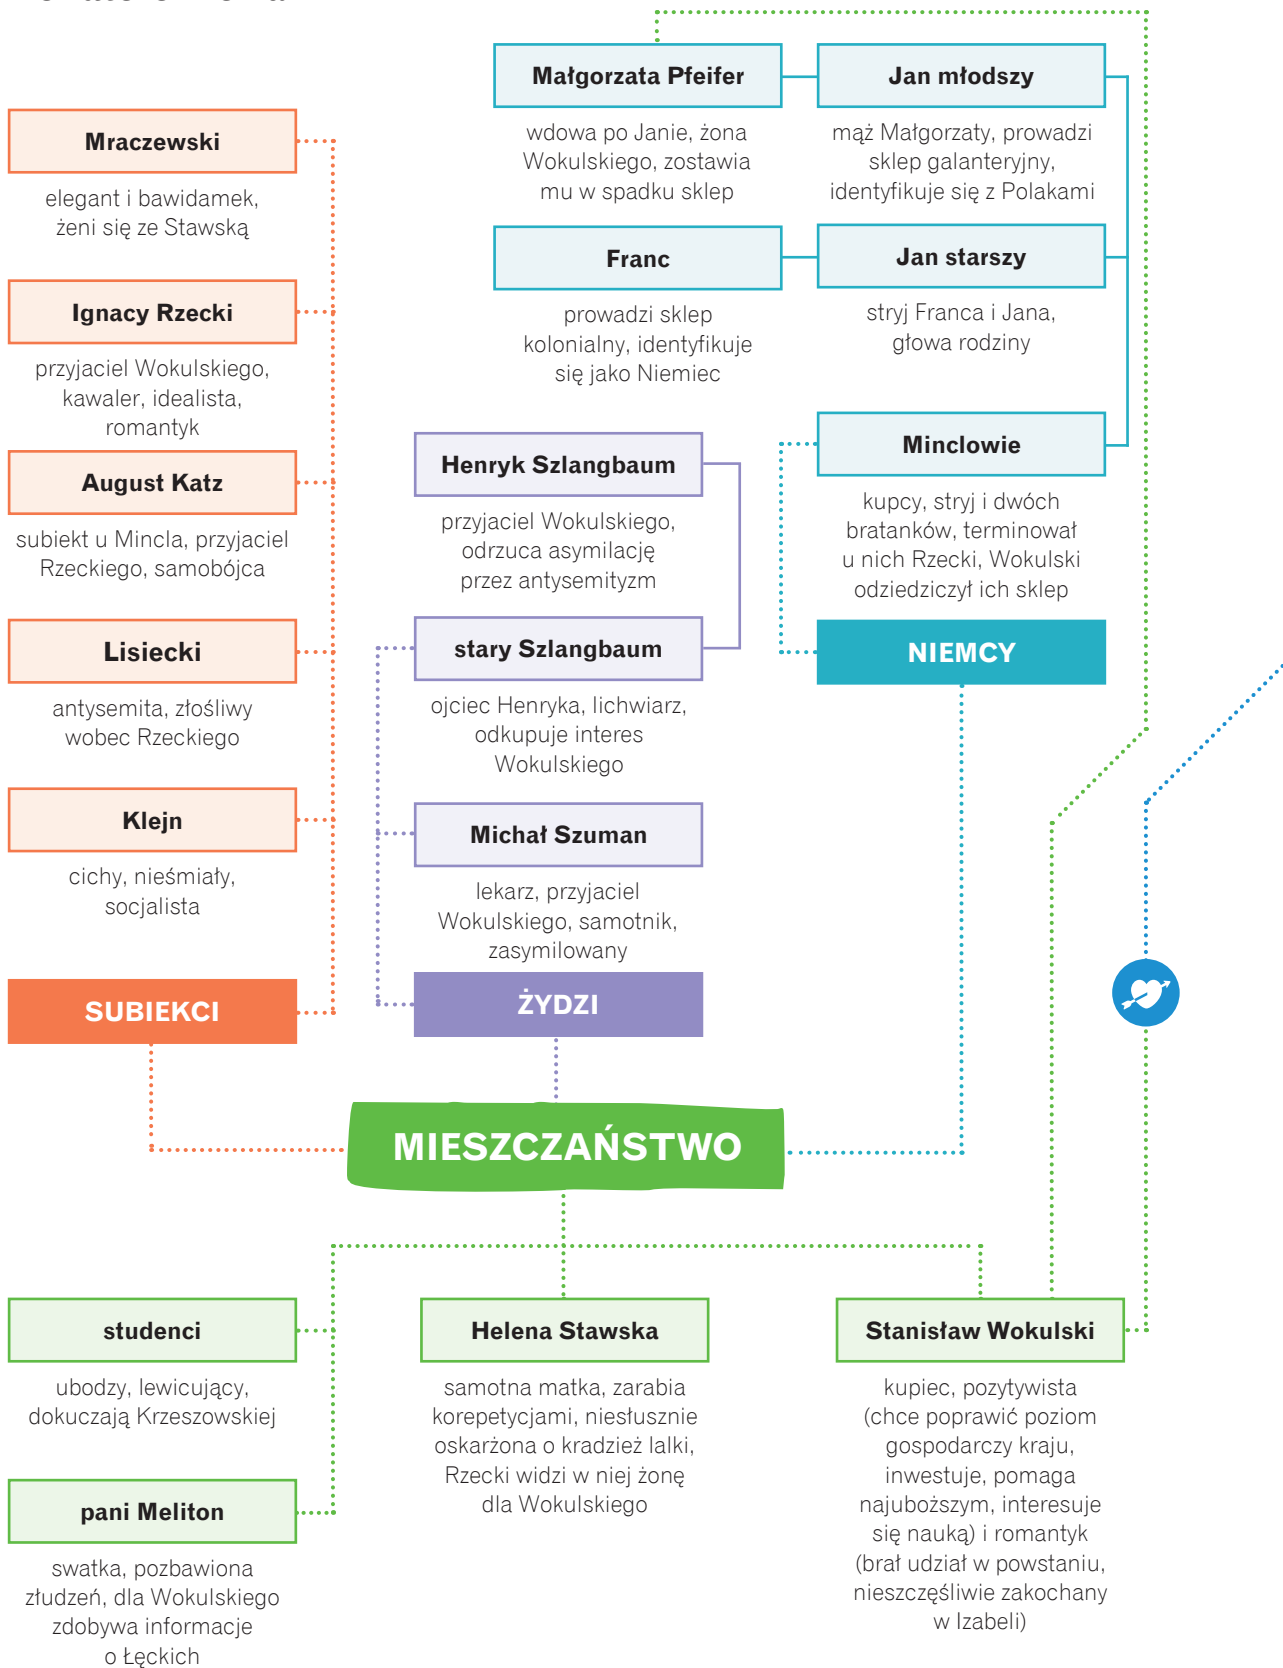 Małgorzata Pfeifer
wdowa po Janie, żona
Wokulskiego, zostawia
mu w spadku sklep
Jan młodszy
mąż Małgorzaty, prowadzi
sklep galanteryjny,
identyfikuje się z Polakami
Mraczewski
elegant i bawidamek,
żeni się ze Stawską
Franc
prowadzi sklep
kolonialny, identyfikuje
się jako Niemiec
Jan starszy
stryj Franca i Jana,
głowa rodziny
Ignacy Rzecki
przyjaciel Wokulskiego,
kawaler, idealista,
romantyk
Minclowie
kupcy, stryj i dwóch
bratanków, terminował
u nich Rzecki, Wokulski
odziedziczył ich sklep
NIEMCY
August Katz
subiekt u Mincla, przyjaciel
Rzeckiego, samobójca
Henryk Szlangbaum
przyjaciel Wokulskiego,
odrzuca asymilację
przez antysemityzm
Lisiecki
antysemita, złośliwy
wobec Rzeckiego
stary Szlangbaum
ojciec Henryka, lichwiarz,
odkupuje interes
Wokulskiego
Klejn
cichy, nieśmiały,
socjalista
Michał Szuman
lekarz, przyjaciel
Wokulskiego, samotnik,
zasymilowany
SUBIEKCI
ŻYDZI
MIESZCZAŃSTWO
studenci
ubodzy, lewicujący,
dokuczają Krzeszowskiej
pani Meliton
swatka, pozbawiona
złudzeń, dla Wokulskiego
zdobywa informacje
o Łęckich
Helena Stawska
samotna matka, zarabia
korepetycjami, niesłusznie
oskarżona o kradzież lalki,
Rzecki widzi w niej żonę
dla Wokulskiego
Stanisław Wokulski
kupiec, pozytywista
(chce poprawić poziom
gospodarczy kraju,
inwestuje, pomaga
najuboższym, interesuje
się nauką) i romantyk
(brał udział w powstaniu,
nieszczęśliwie zakochany
w Izabeli)